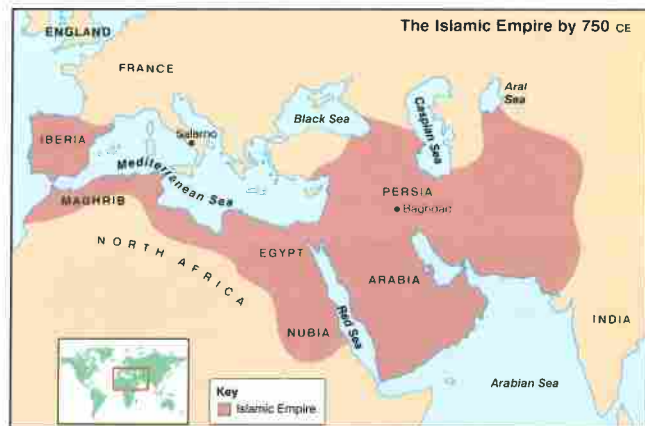 The Islamic Empire by 750 CE
ENGLAND
FRANCE
Aral
Sea
Black Sea
Caspian Sea
Salerno
IBERIA
Mediterranean Sea
PERSIA
Baghdad
MAGHRIB
NORTH AFRICA
EGYPT
ARABIA
Red Sea
NUBIA
INDIA
Arabian Sea
Key
Islamic Empire